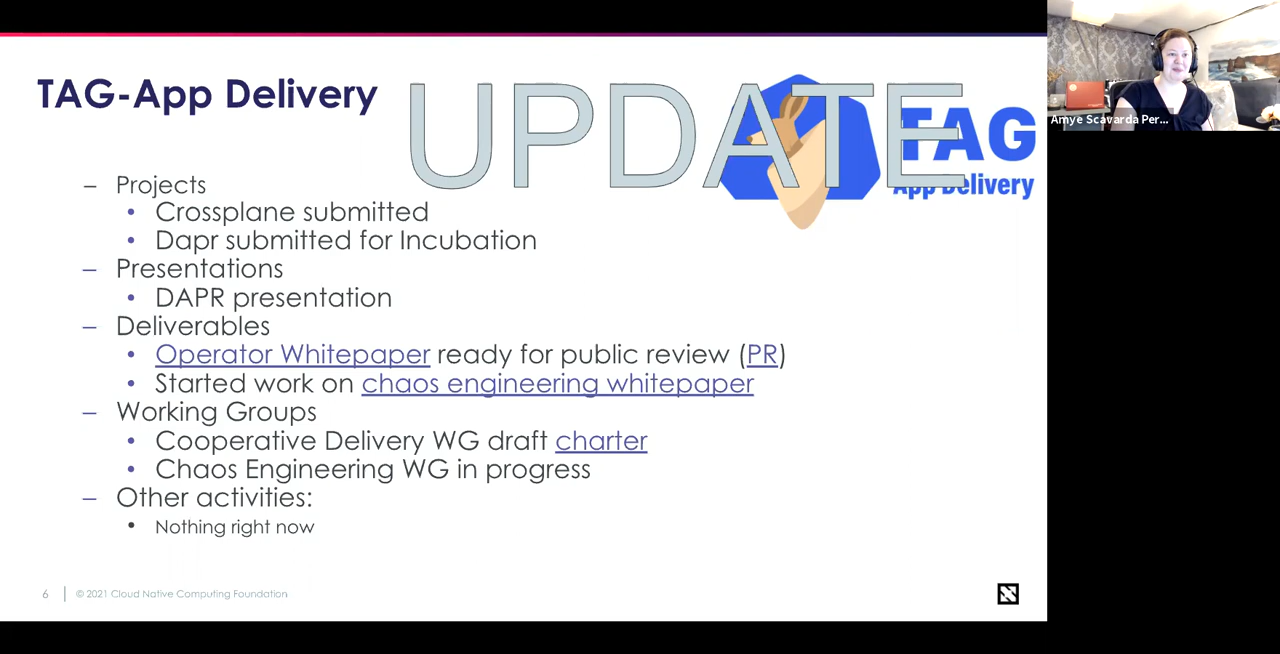 TAG-App Delivery
UPDATE
TAG
App Delivery
Amye Scavarda Per...
– Projects
• Crossplane submitted
• Dapr submitted for Incubation
– Presentations
• DAPR presentation
– Deliverables
• Operator Whitepaper ready for public review (PR)
• Started work on chaos engineering whitepaper
– Working Groups
• Cooperative Delivery WG draft charter
• Chaos Engineering WG in progress
– Other activities:
• Nothing right now
6 | © 2021 Cloud Native Computing Foundation